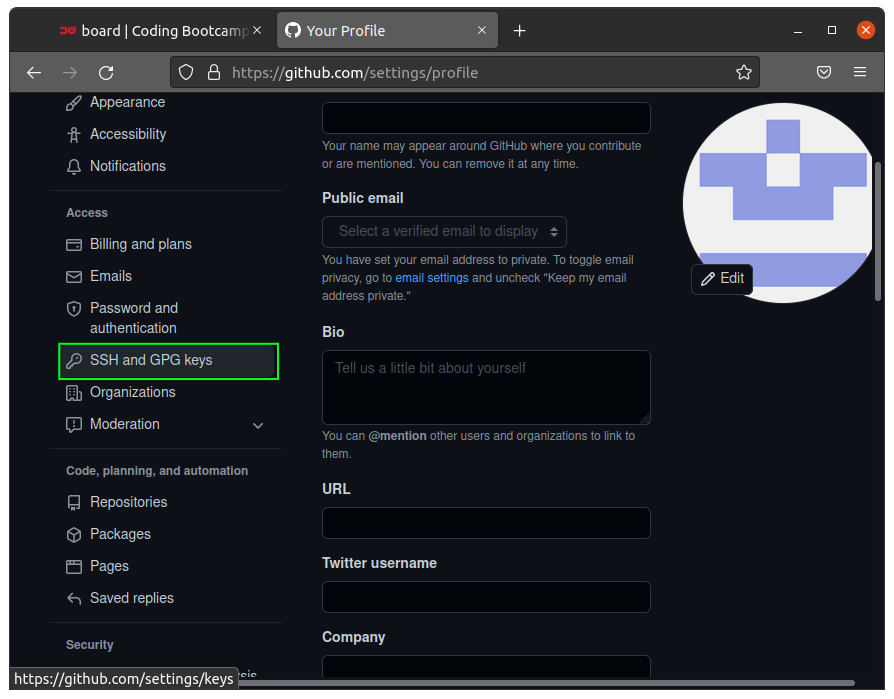 board | Coding Bootcamp
Your Profile
https://github.com/settings/profile
Appearance
Accessibility
Notifications
Access
Billing and plans
Emails
Password and
authentication
SSH and GPG keys
Organizations
Moderation
Code, planning, and automation
Repositories
Packages
Pages
Saved replies
Security
https://github.com/settings/keys
Your name may appear around GitHub where you contribute
or are mentioned. You can remove it at any time.
Public email
Select a verified email to display
You have set your email address to private. To toggle email
privacy, go to email settings and uncheck "Keep my email
address private."
Bio
Tell us a little bit about yourself
You can @mention other users and organizations to link to
them.
URL
Twitter username
Company
Edit